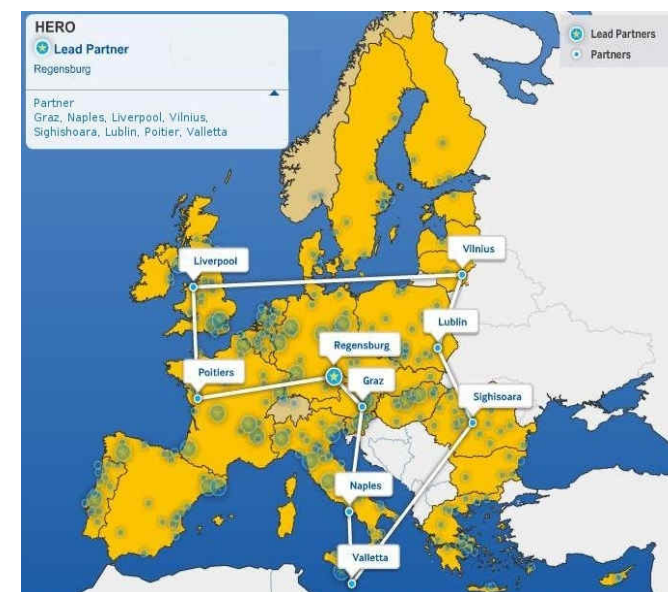 HERO
Lead Partner
Regensburg
Partner
Graz, Naples, Liverpool, Vilnius,
Sighishoara, Lublin, Poitier, Valletta
Lead Partners
Partners
Vilnius
Liverpool
Lublin
Regensburg
Poitiers
Graz
Sighisoara
Naples
Valletta